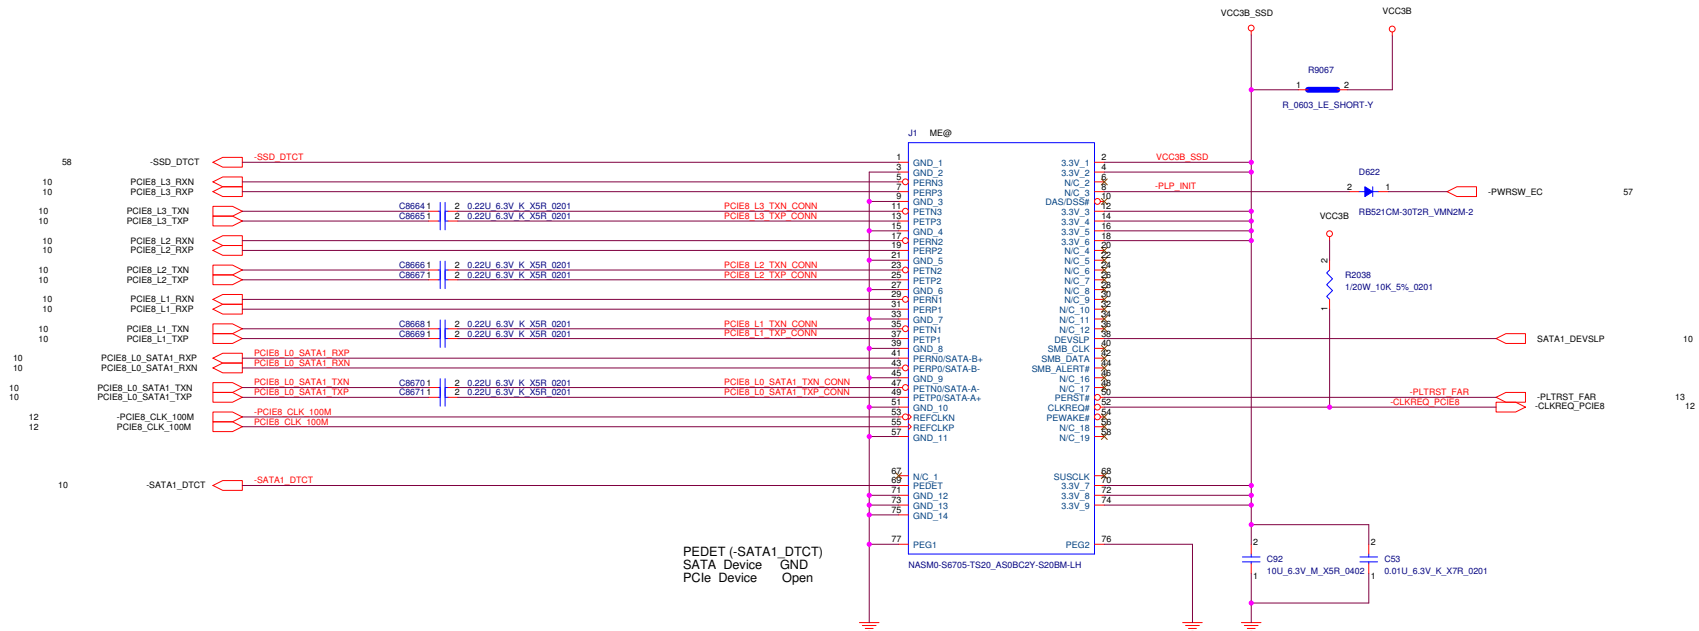 VCC3B_SSD
VCC3B
R9067
1 2
R_0603_LE_SHORT-Y
J1 ME@
58 -SSD_DTCT -SSD_DTCT 1 GND_1 3.3V_1 2 VCC3B_SSD
3 GND_2 3.3V_2 4
10 PCIE8_L3_RXN 5 PERN3 N/C_2 6
10 PCIE8_L3_RXP 7 PERP3 N/C_3 8 -PLP_INIT 2 D622 1 -PWRSW_EC 57
RB521CM-30T2R_VMN2M-2
9 GND_3 DAS/DSS# 10
10 PCIE8_L3_TXN C8664 1 2 0.22U_6.3V_K_X5R_0201 PCIE8_L3_TXN_CONN 11 PETN3 3.3V_3 12
10 PCIE8_L3_TXP C8665 1 2 0.22U_6.3V_K_X5R_0201 PCIE8_L3_TXP_CONN 13 PETP3 3.3V_4 14
VCC3B
15 GND_4 3.3V_5 16
10 PCIE8_L2_RXN 17 PERN2 3.3V_6 18
10 PCIE8_L2_RXP 19 PERP2 N/C_4 20
21 GND_5 N/C_5 22
10 PCIE8_L2_TXN C8666 1 2 0.22U_6.3V_K_X5R_0201 PCIE8_L2_TXN_CONN 23 PETN2 N/C_6 24
10 PCIE8_L2_TXP C8667 1 2 0.22U_6.3V_K_X5R_0201 PCIE8_L2_TXP_CONN 25 PETP2 N/C_7 26
2 R2038 1
1/20W_10K_5%_0201
27 GND_6 N/C_8 28
10 PCIE8_L1_RXN 29 PERN1 N/C_9 30
10 PCIE8_L1_RXP 31 PERP1 N/C_10 32
33 GND_7 N/C_11 34
10 PCIE8_L1_TXN C8668 1 2 0.22U_6.3V_K_X5R_0201 PCIE8_L1_TXN_CONN 35 PETN1 N/C_12 36
10 PCIE8_L1_TXP C8669 1 2 0.22U_6.3V_K_X5R_0201 PCIE8_L1_TXP_CONN 37 PETP1 DEVSLP 38 SATA1_DEVSLP 10
39 GND_8 SMB_CLK 40
10 PCIE8_L0_SATA1_RXP PCIE8_L0_SATA1_RXP 41 PERN0/SATA-B+ SMB_DATA 42
10 PCIE8_L0_SATA1_RXN PCIE8_L0_SATA1_RXN 43 PERP0/SATA-B- SMB_ALERT# 44
45 GND_9 N/C_16 46
10 PCIE8_L0_SATA1_TXN PCIE8_L0_SATA1_TXN C8670 1 2 0.22U_6.3V_K_X5R_0201 PCIE8_L0_SATA1_TXN_CONN 47 PETN0/SATA-A- N/C_17 48
10 PCIE8_L0_SATA1_TXP PCIE8_L0_SATA1_TXP C8671 1 2 0.22U_6.3V_K_X5R_0201 PCIE8_L0_SATA1_TXP_CONN 49 PETP0/SATA-A+ PERST# 50 -PLTRST_FAR -PLTRST_FAR 13
51 GND_10 CLKREQ# 52 -CLKREQ_PCIE8 -CLKREQ_PCIE8 12
12 -PCIE8_CLK_100M -PCIE8_CLK_100M 53 REFCLKN PEWAKE# 54
12 PCIE8_CLK_100M PCIE8_CLK_100M 55 REFCLKP N/C_18 56
57 GND_11 N/C_19 58
67 N/C_1 SUSCLK 68
10 -SATA1_DTCT -SATA1_DTCT 69 PEDET 3.3V_7 70
71 GND_12 3.3V_8 72
73 GND_13 3.3V_9 74
75 GND_14
77 PEG1 PEG2 76
NASM0-S6705-TS20_AS0BC2Y-S20BM-LH
PEDET (-SATA1_DTCT)
SATA Device GND
PCIe Device Open
2 C92 1
10U_6.3V_M_X5R_0402
2 C53 1
0.01U_6.3V_K_X7R_0201